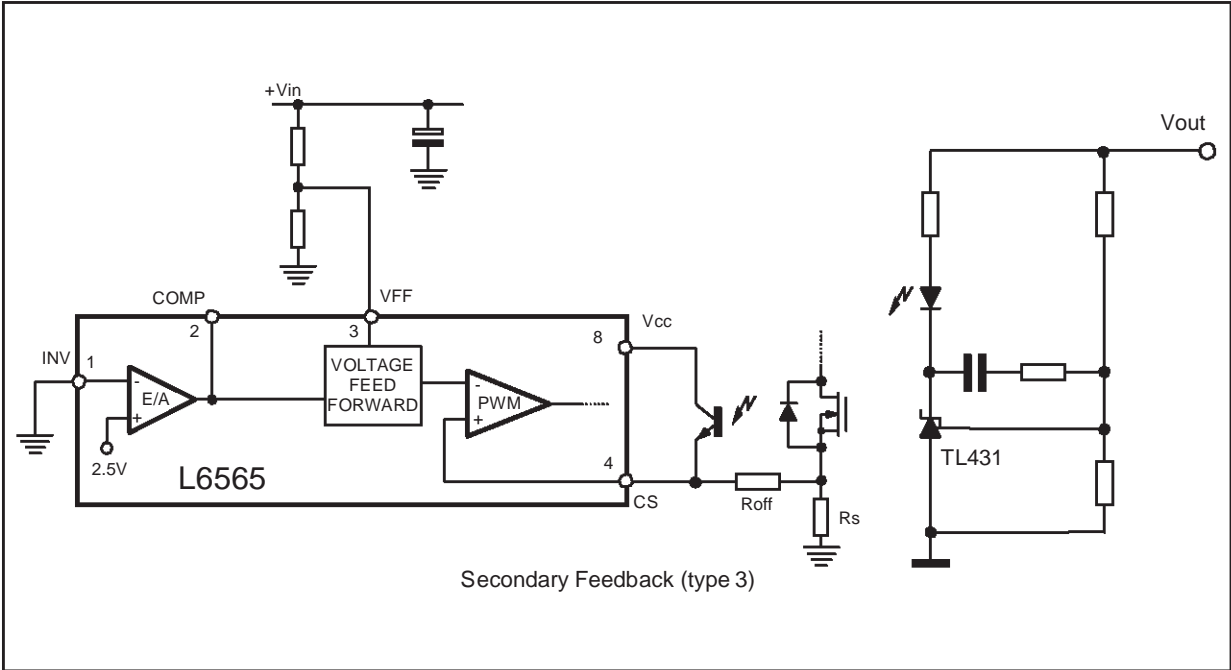 +Vin
Vout
COMP
VFF
Vcc
2
3
8
INV
1
VOLTAGE
FEED
FORWARD
-
E/A
+
-
PWM
+
2.5V
L6565
4
CS
Roff
Rs
TL431
Secondary Feedback (type 3)